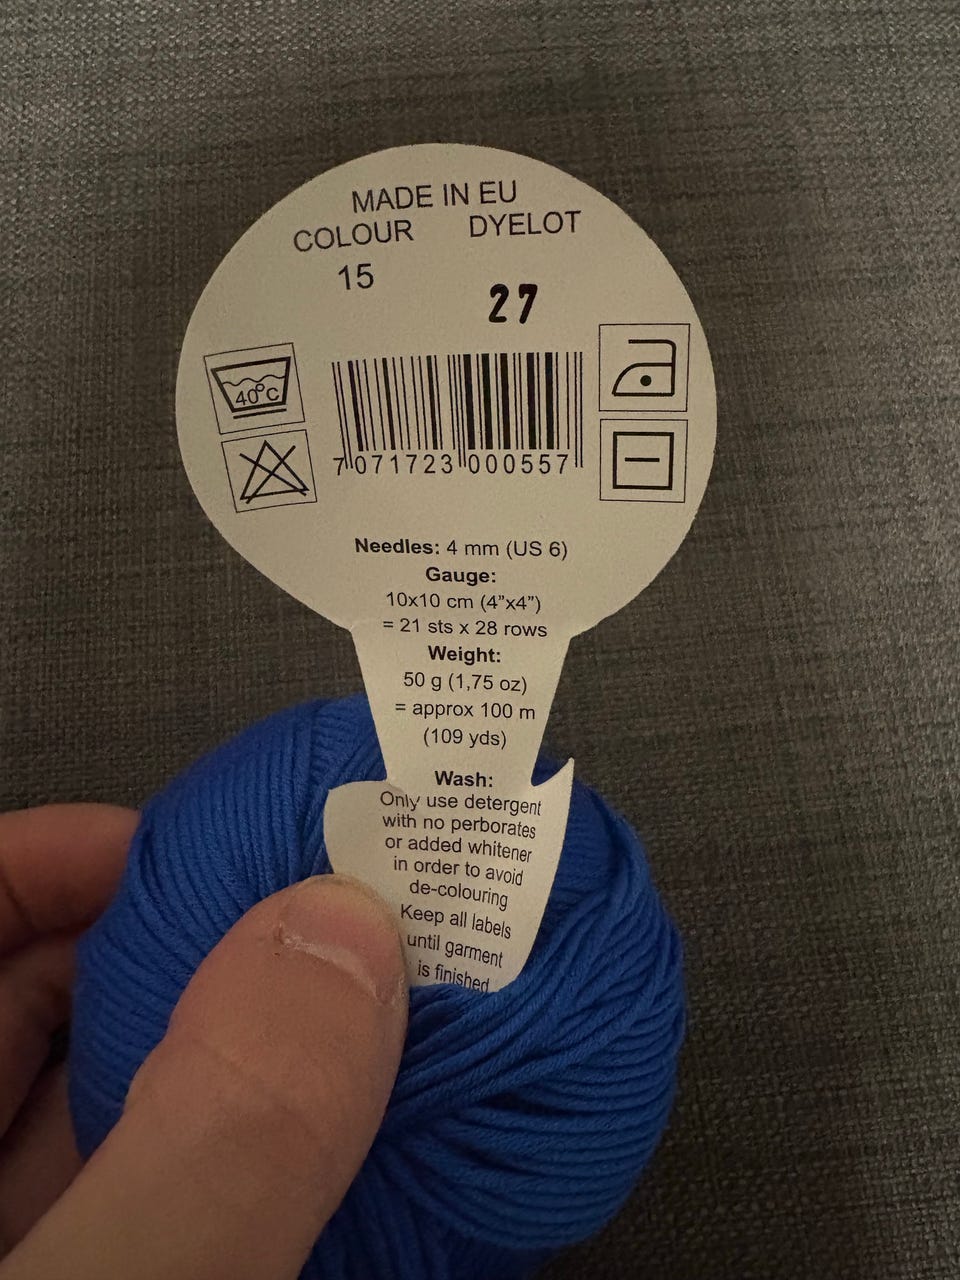 MADE IN EU
COLOUR DYELOT
15
27
40°C
7 071723 000557
Needles: 4 mm (US 6)
Gauge:
10x10 cm (4”x4”)
= 21 sts x 28 rows
Weight:
50 g (1,75 oz)
= approx 100 m
(109 yds)
Wash:
Only use detergent
with no perborates
or added whitener
in order to avoid
de-colouring
Keep all labels
until garment
is finished